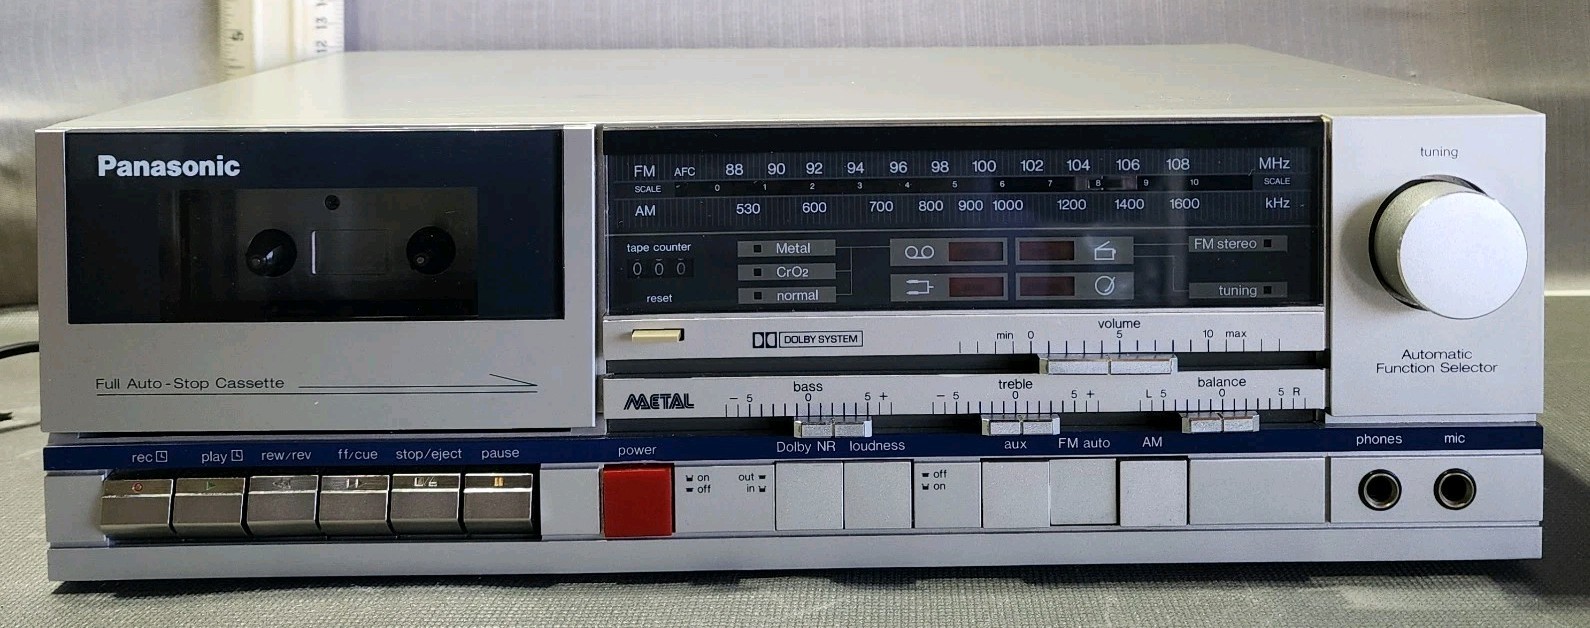 5
12 13
Panasonic
FM AFC 88 90 92 94 96 98 100 102 104 106 108 MHz
SCALE 0 1 2 3 4 5 6 7 8 9 10 SCALE
AM 530 600 700 800 900 1000 1200 1400 1600 kHz
tape counter
000
reset
Metal
CrO2
normal
FM stereo
tuning
tuning
Automatic
Function Selector
DOLBY SYSTEM
volume
min 0 5 10 max
Full Auto-Stop Cassette
METAL
bass
- 5 0 5 +
treble
- 5 0 5 +
balance
L 5 0 5 R
rec play rew/rev ff/cue stop/eject pause
power
on
off
Dolby NR loudness
out
in
off
on
aux FM auto AM
phones mic